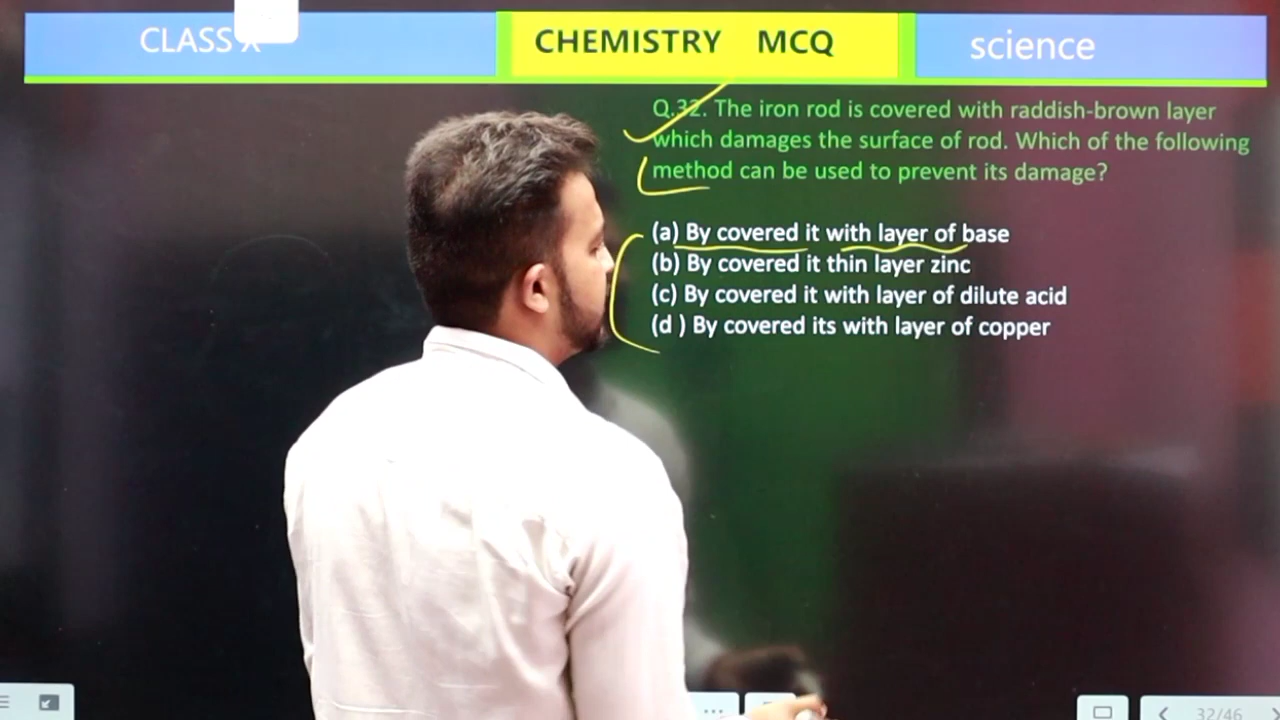 CLASS X
CHEMISTRY MCQ
science
Q.32. The iron rod is covered with raddish-brown layer
which damages the surface of rod. Which of the following
method can be used to prevent its damage?
(a) By covered it with layer of base
(b) By covered it thin layer zinc
(c) By covered it with layer of dilute acid
(d ) By covered its with layer of copper
32/46